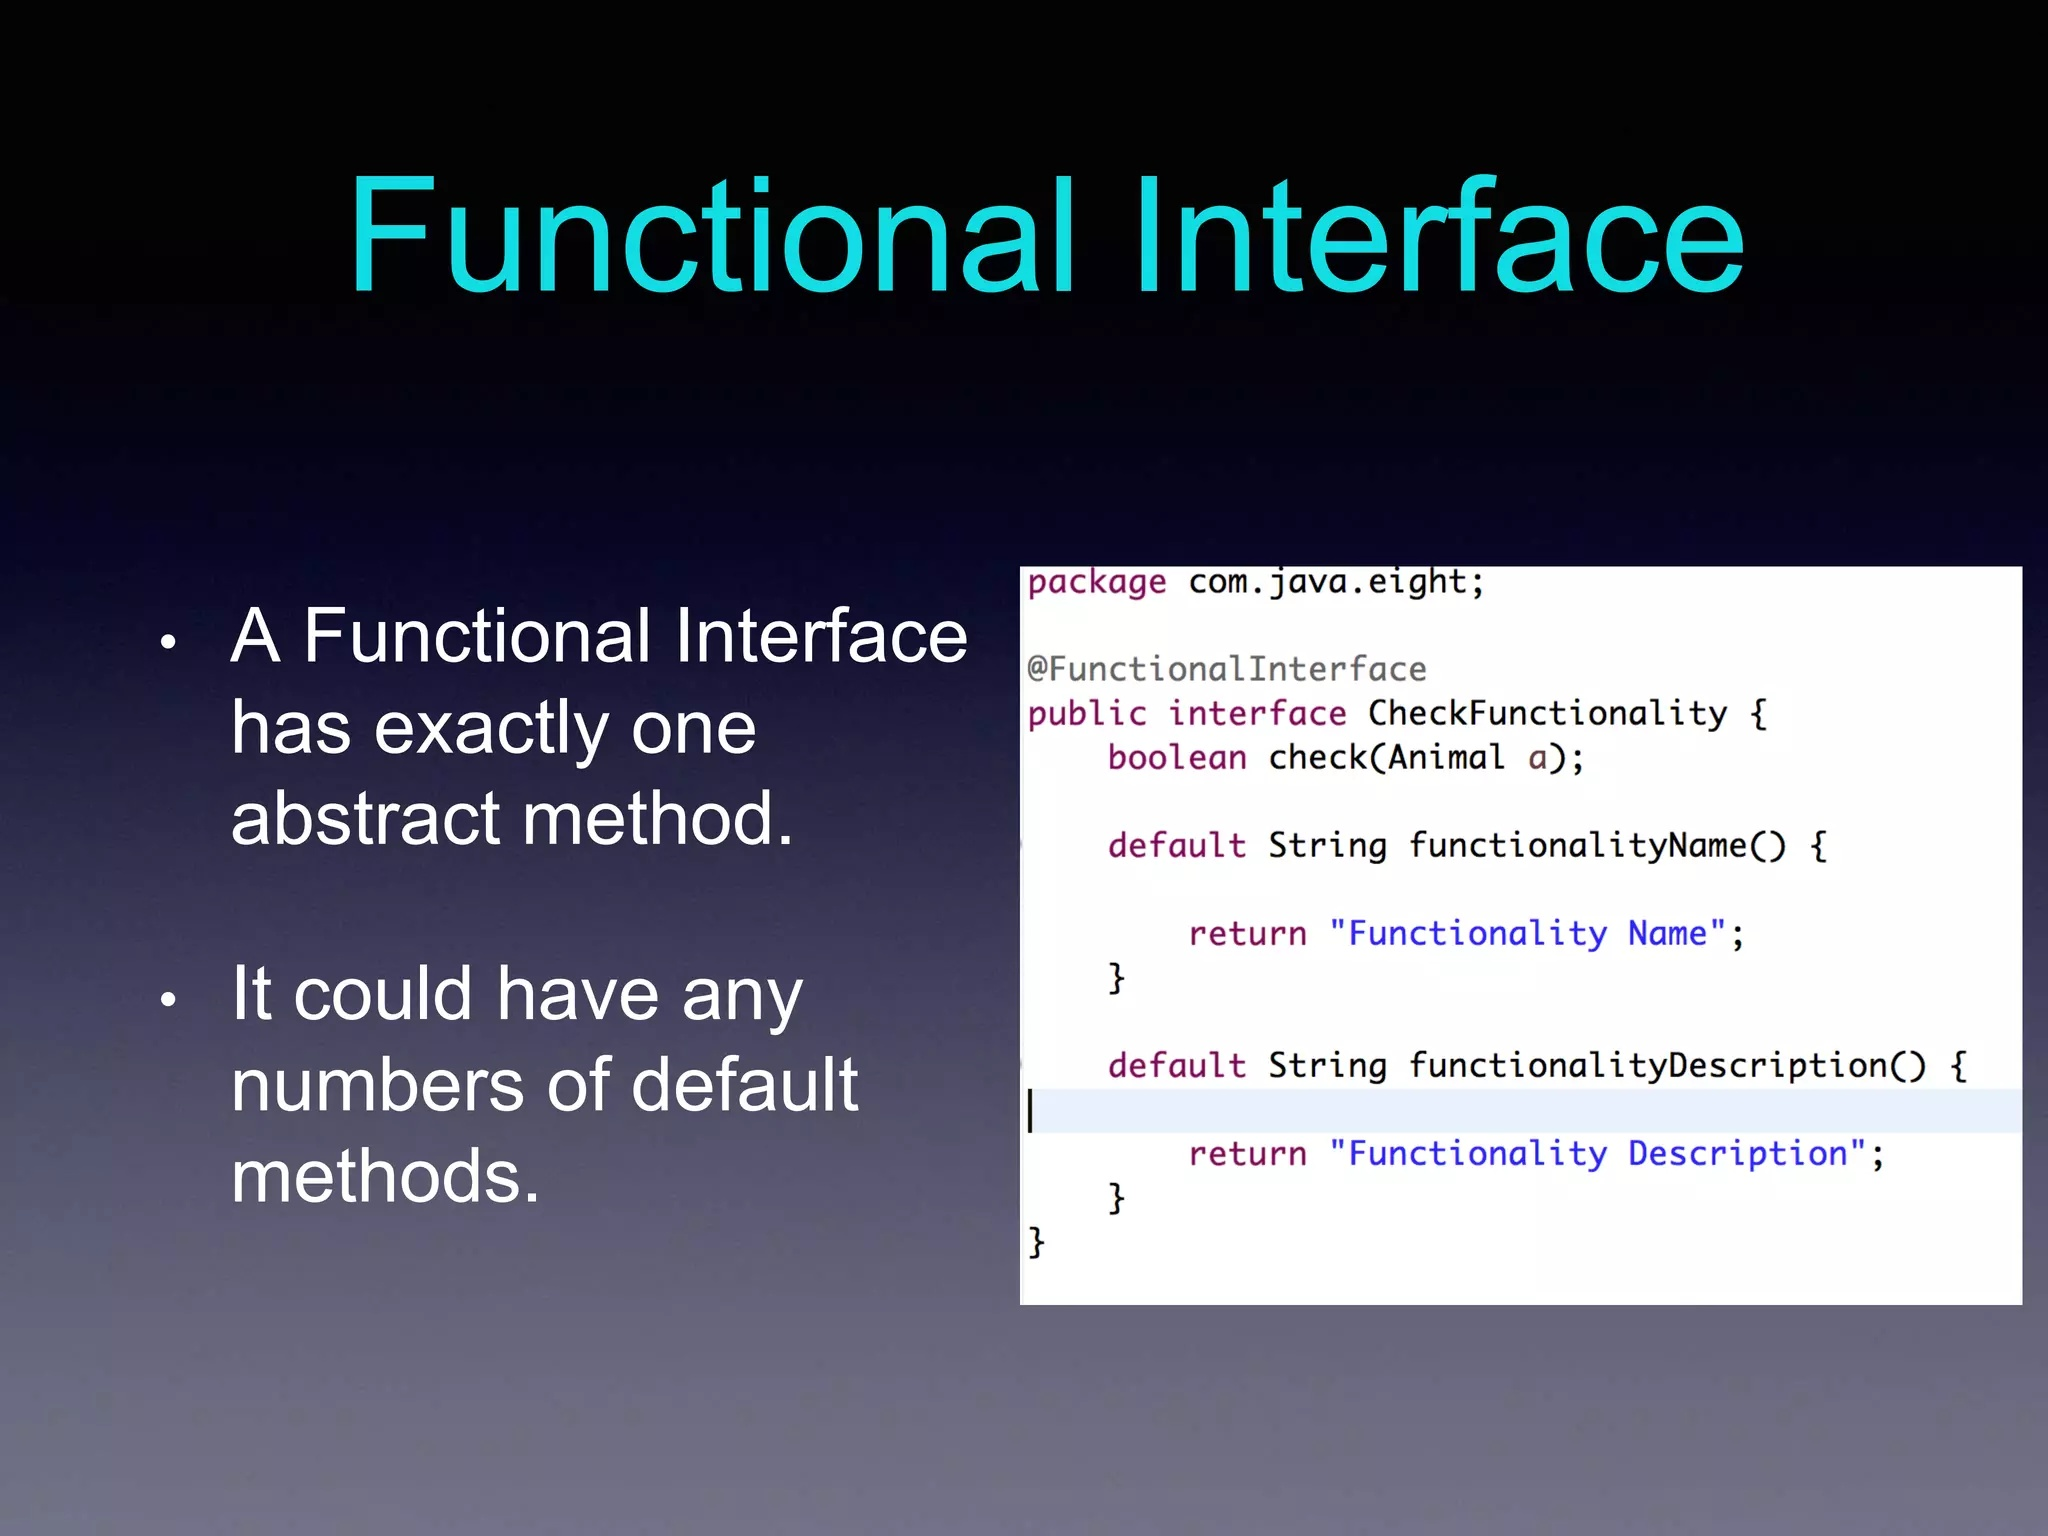 Functional Interface
• A Functional Interface
has exactly one
abstract method.
• It could have any
numbers of default
methods.
package com.java.eight;
@FunctionalInterface
public interface CheckFunctionality {
    boolean check(Animal a);
    default String functionalityName() {
        return "Functionality Name";
    }
    default String functionalityDescription() {
        return "Functionality Description";
    }
}